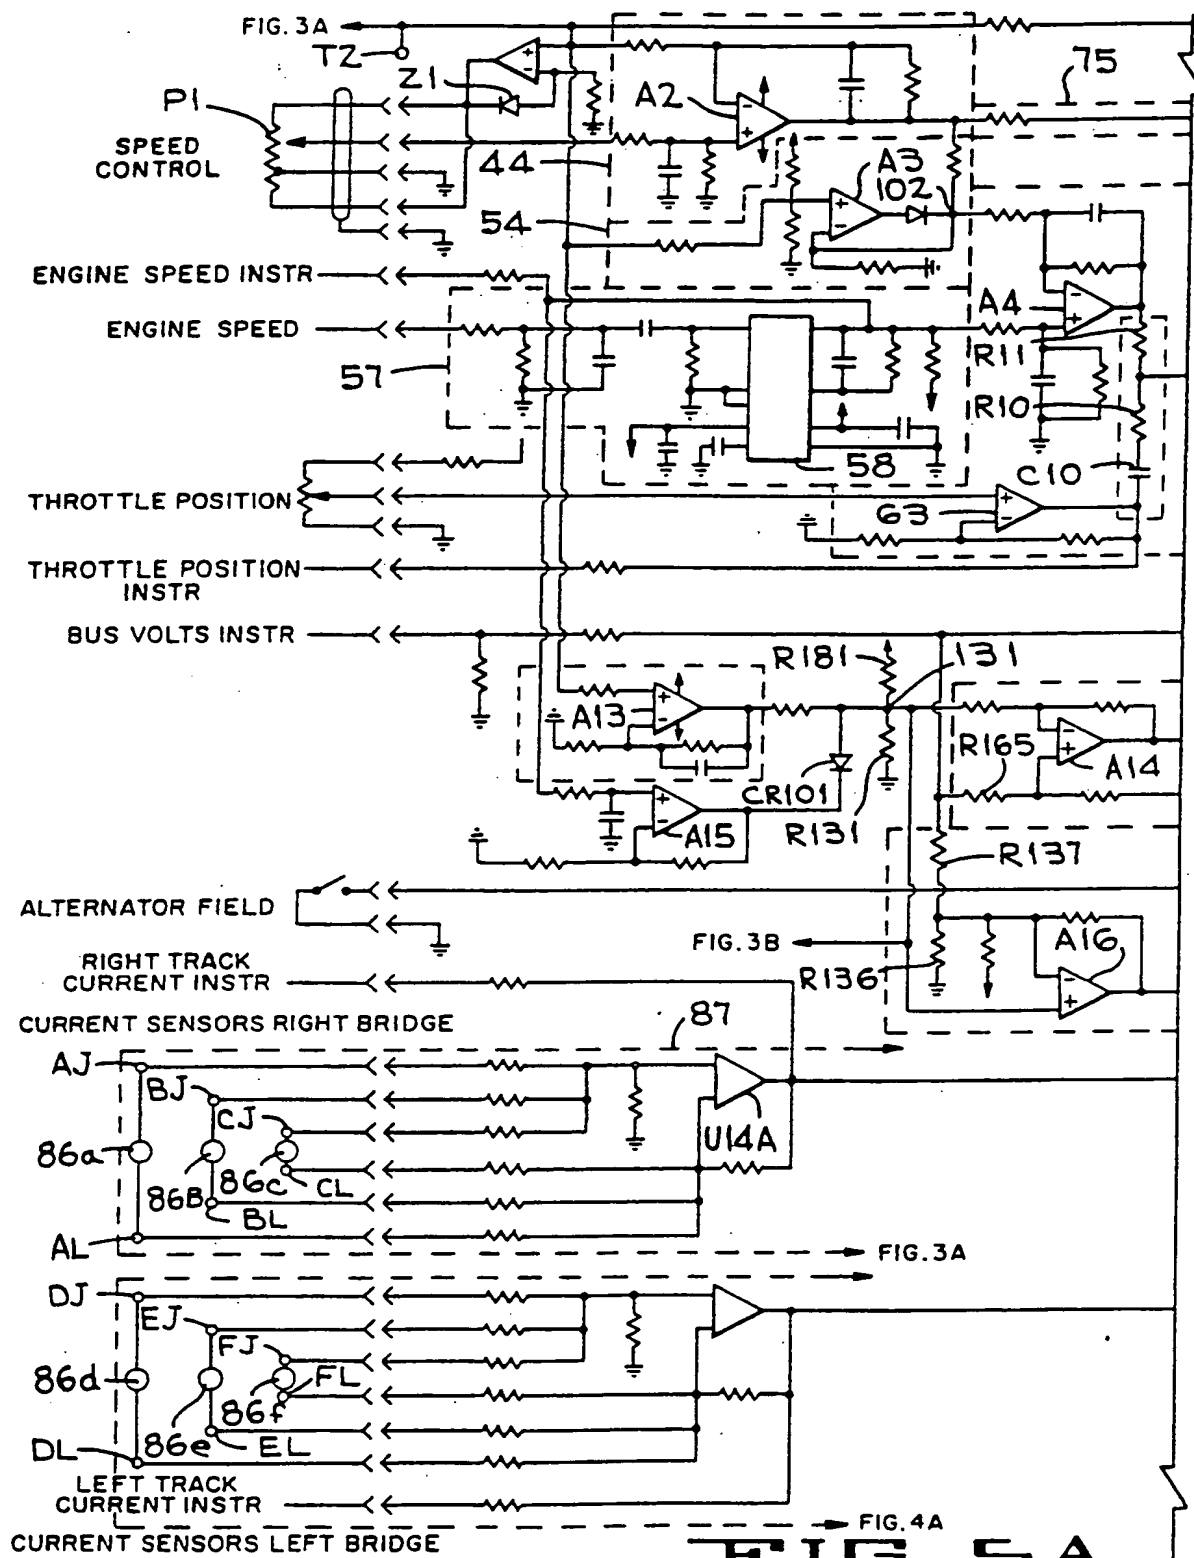 FIG. 3A
T2
Z1
75
P1
A2
SPEED
CONTROL
44
A3
102
54
ENGINE SPEED INSTR
A4
ENGINE SPEED
R11
57
R10
58
C10
THROTTLE POSITION
63
THROTTLE POSITION
INSTR
BUS VOLTS INSTR
R181
131
A13
R165
A14
CR101
A15
R131
R137
ALTERNATOR FIELD
FIG. 3B
A16
RIGHT TRACK
CURRENT INSTR
R136
CURRENT SENSORS RIGHT BRIDGE
87
AJ
BJ
CJ
U14A
86a
86c
86B
CL
BL
AL
FIG. 3A
DJ
EJ
FJ
86d
FL
86f
86e
EL
DL
LEFT TRACK
CURRENT INSTR
FIG. 4A
CURRENT SENSORS LEFT BRIDGE
FIG. 5A